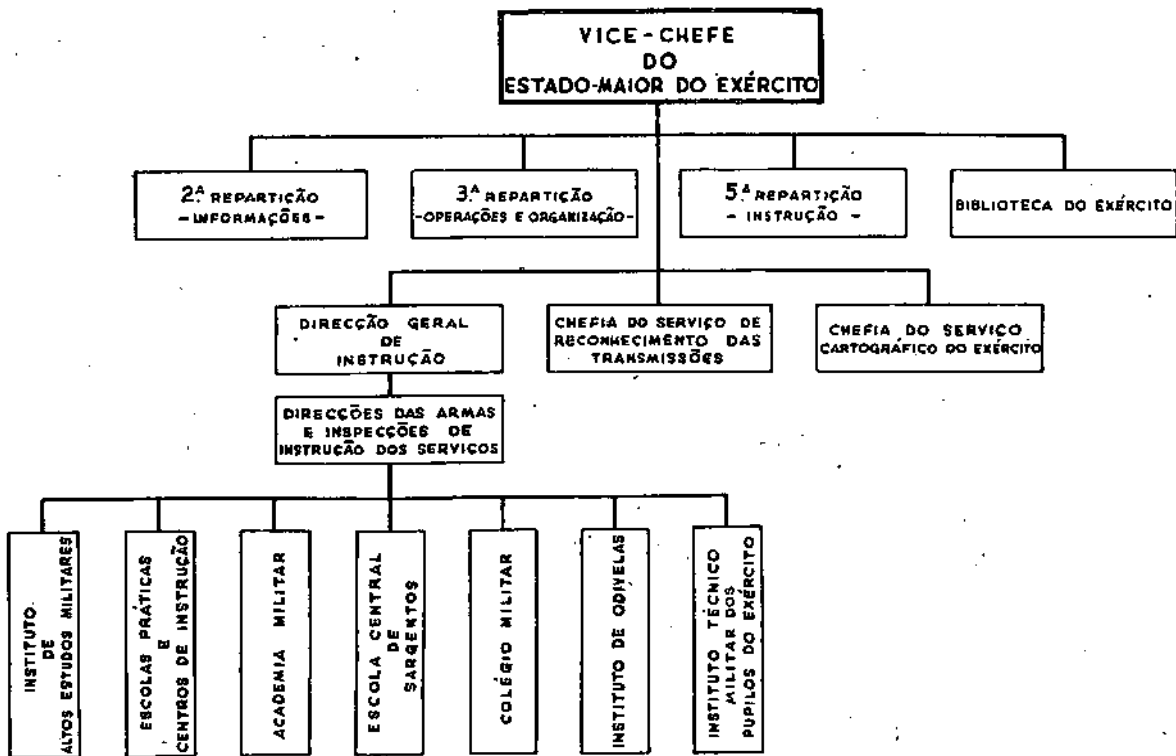 VICE-CHEFE
DO
ESTADO-MAIOR DO EXÉRCITO
2.ª REPARTIÇÃO
-INFORMAÇÕES-
3.ª REPARTIÇÃO
-OPERAÇÕES E ORGANIZAÇÃO-
5.ª REPARTIÇÃO
- INSTRUÇÃO -
BIBLIOTECA DO EXÉRCITO
DIRECÇÃO GERAL
DE
INSTRUÇÃO
CHEFIA DO SERVIÇO DE
RECONHECIMENTO DAS
TRANSMISSÕES
CHEFIA DO SERVIÇO
CARTOGRÁFICO DO EXÉRCITO
DIRECÇÕES DAS ARMAS
E INSPECÇÕES DE
INSTRUÇÃO DOS SERVIÇOS
INSTITUTO
DE
ALTOS ESTUDOS MILITARES
ESCOLAS PRÁTICAS
E
CENTROS DE INSTRUÇÃO
ACADEMIA MILITAR
ESCOLA CENTRAL
DE
SARGENTOS
COLÉGIO MILITAR
INSTITUTO DE ODIVELAS
INSTITUTO TÉCNICO
MILITAR DOS
PUPILOS DO EXÉRCITO